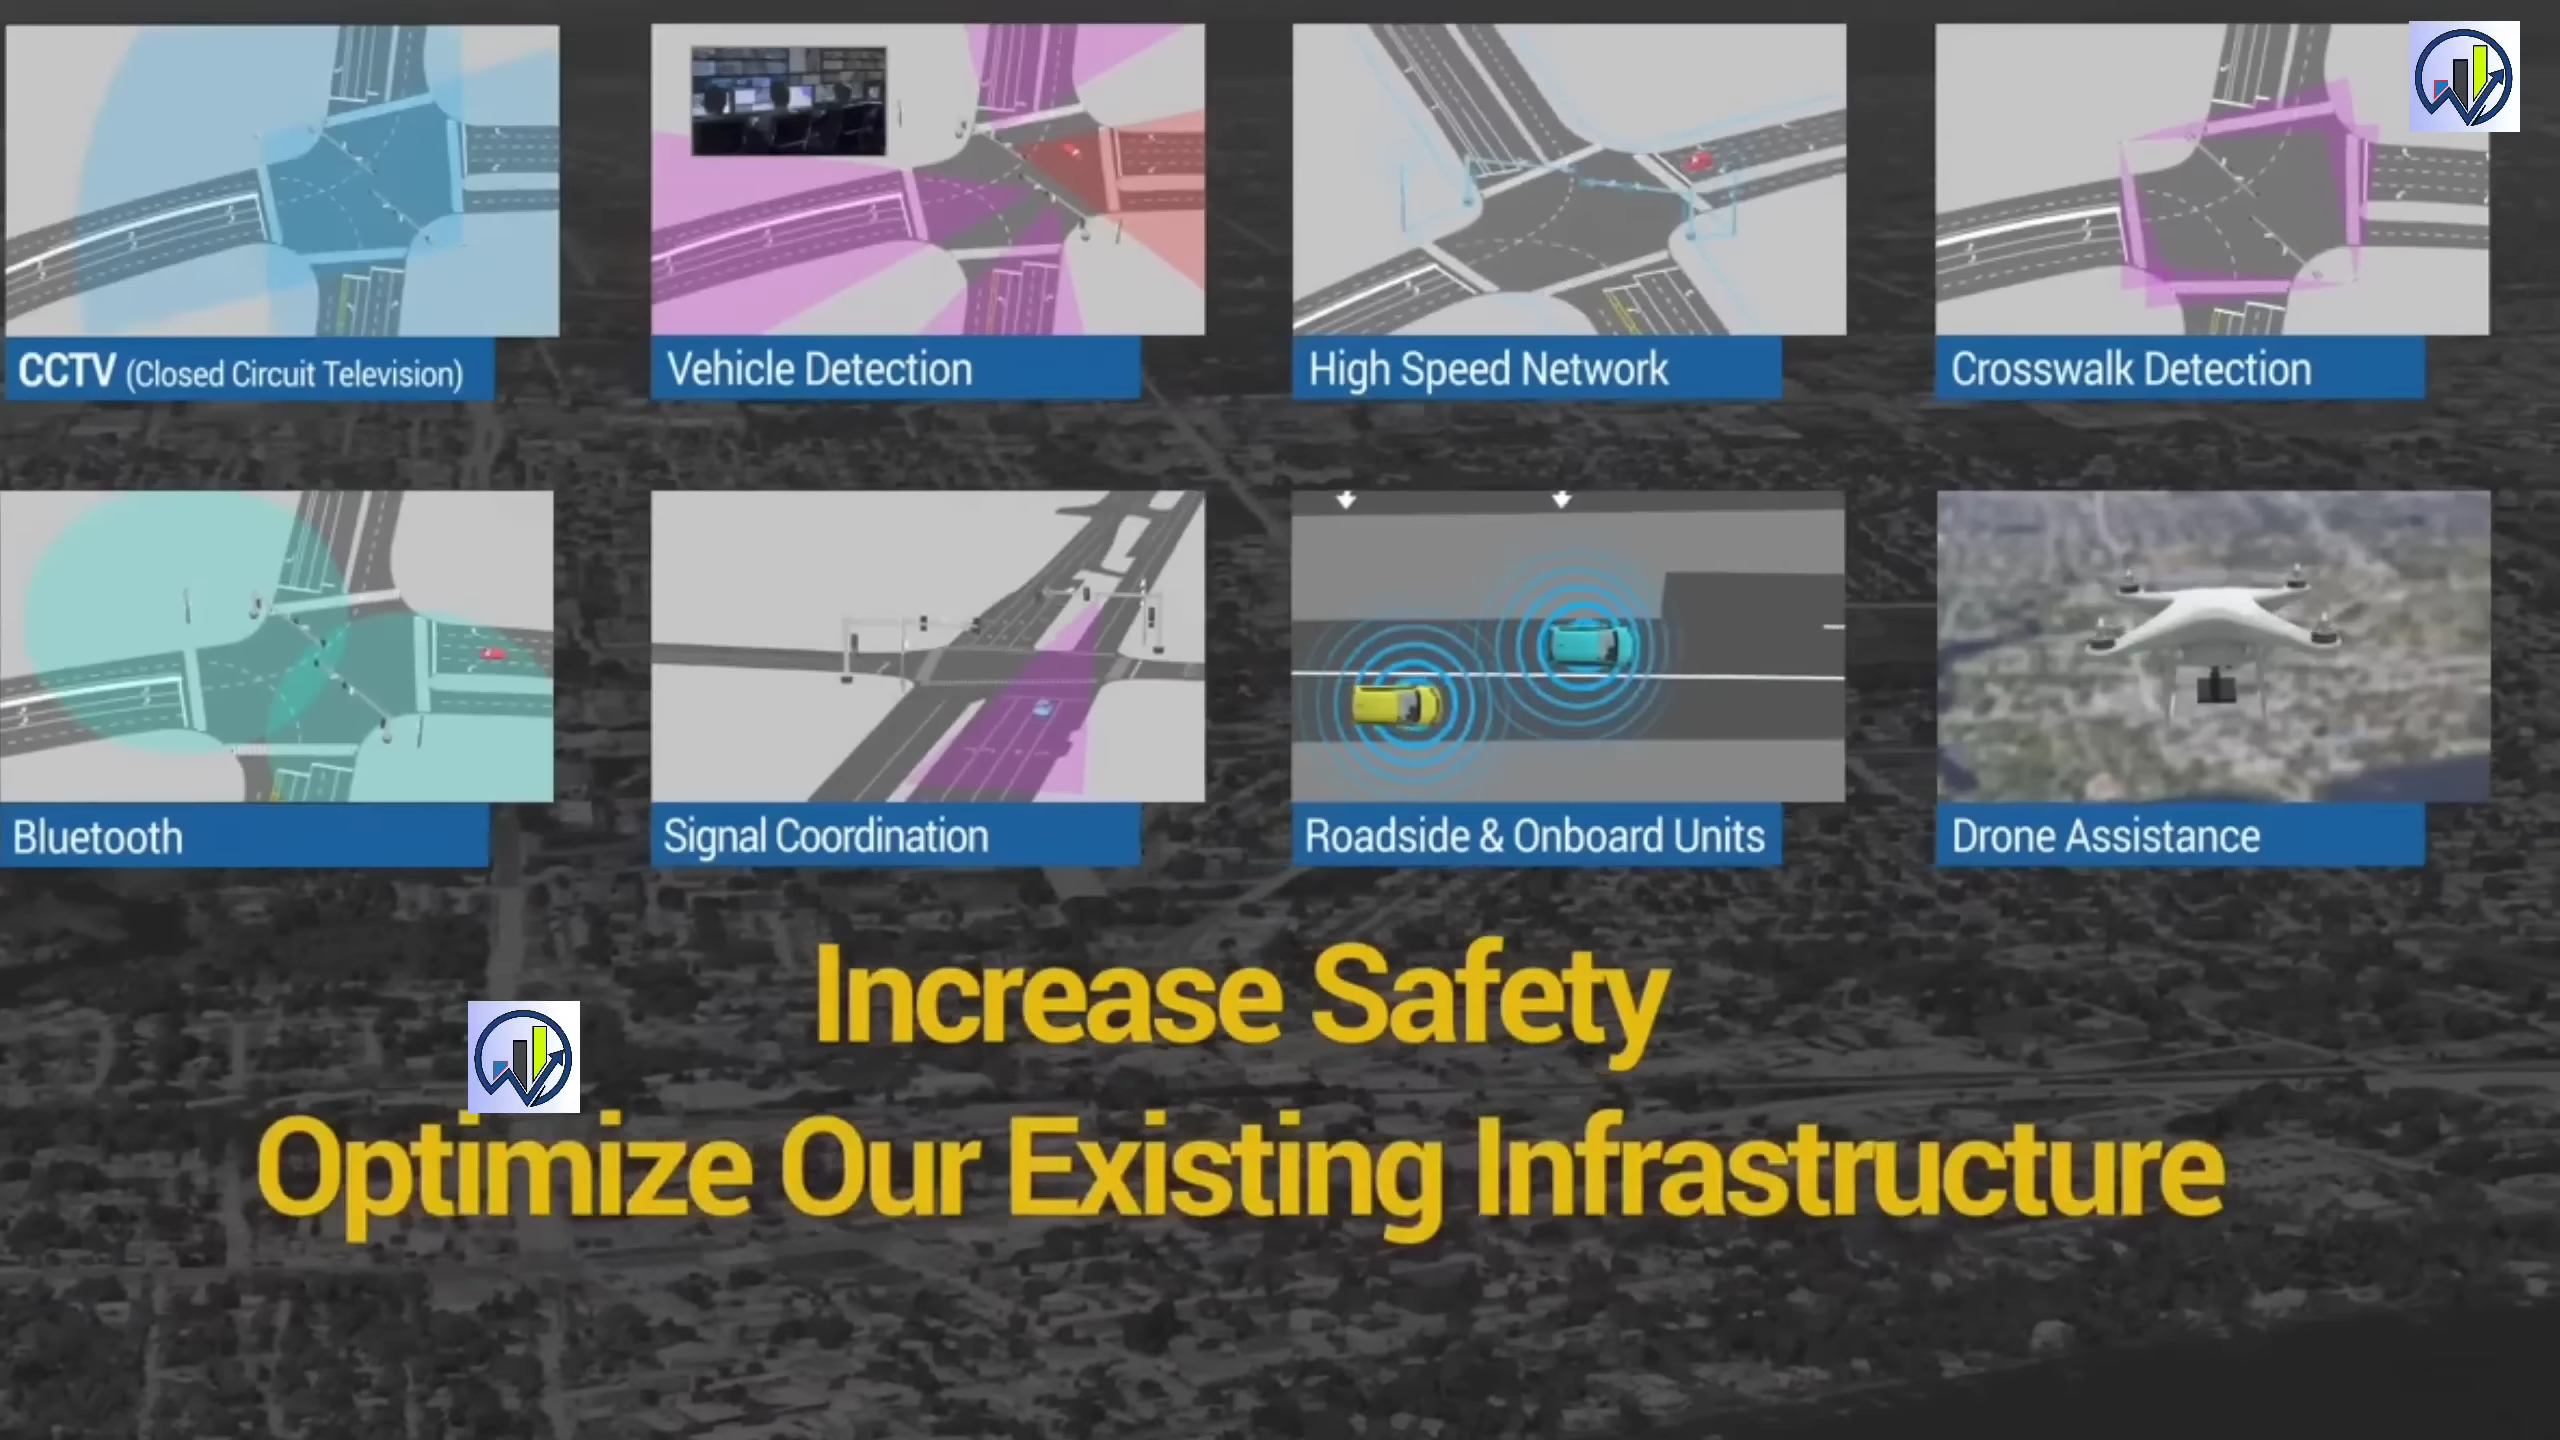 CCTV (Closed Circuit Television)
Vehicle Detection
High Speed Network
Crosswalk Detection
Bluetooth
Signal Coordination
Roadside & Onboard Units
Drone Assistance
Increase Safety
Optimize Our Existing Infrastructure